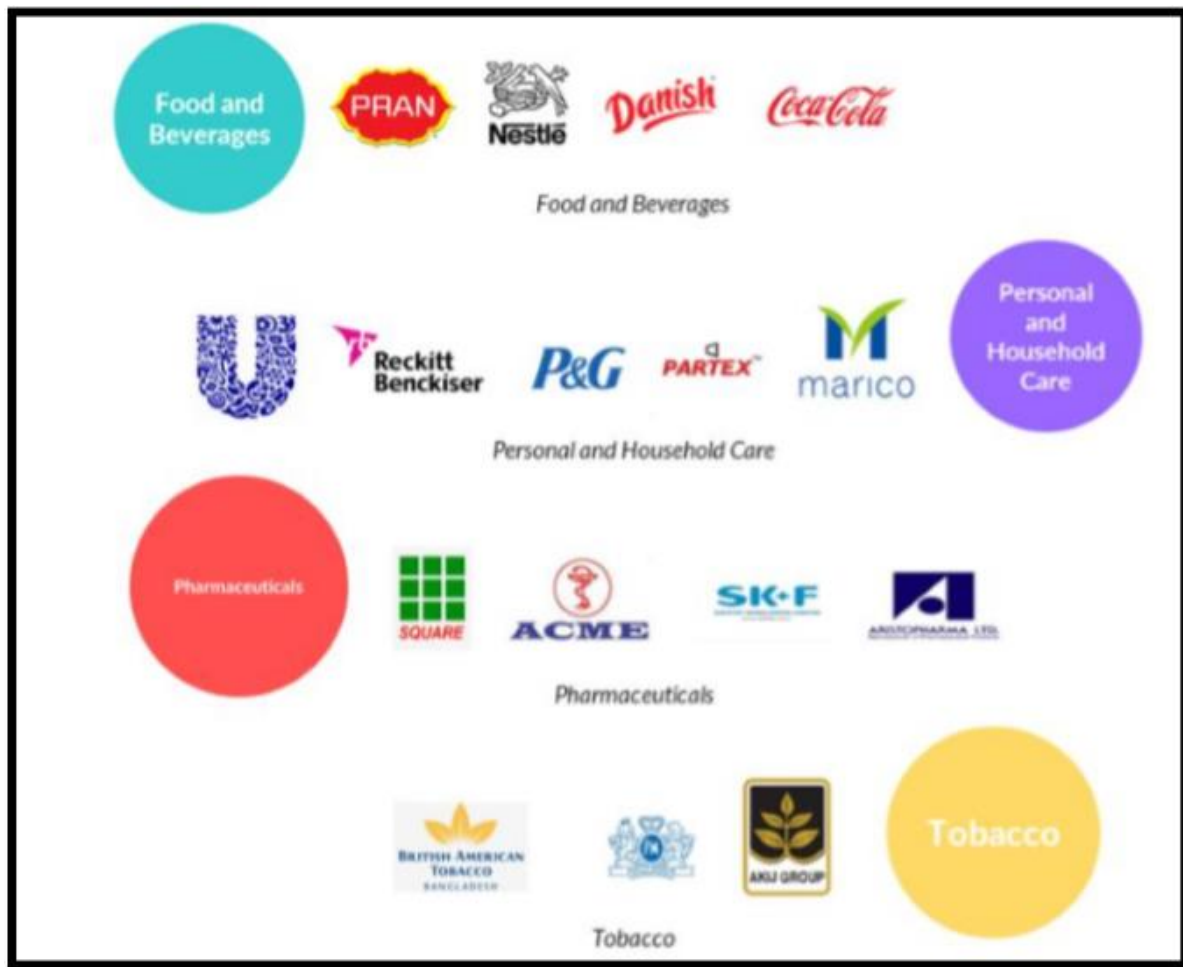 Food and
Beverages
PRAN
Nestlé
Danish
Coca-Cola
Food and Beverages
Personal
and
Household
Care
Reckitt
Benckiser
P&G
PARTEX™
marico
Personal and Household Care
Pharmaceuticals
SQUARE
ACME
SK+F
ARISTOPHARMA LTD.
Pharmaceuticals
BRITISH AMERICAN
TOBACCO
BANGLADESH
AKIJ GROUP
Tobacco
Tobacco